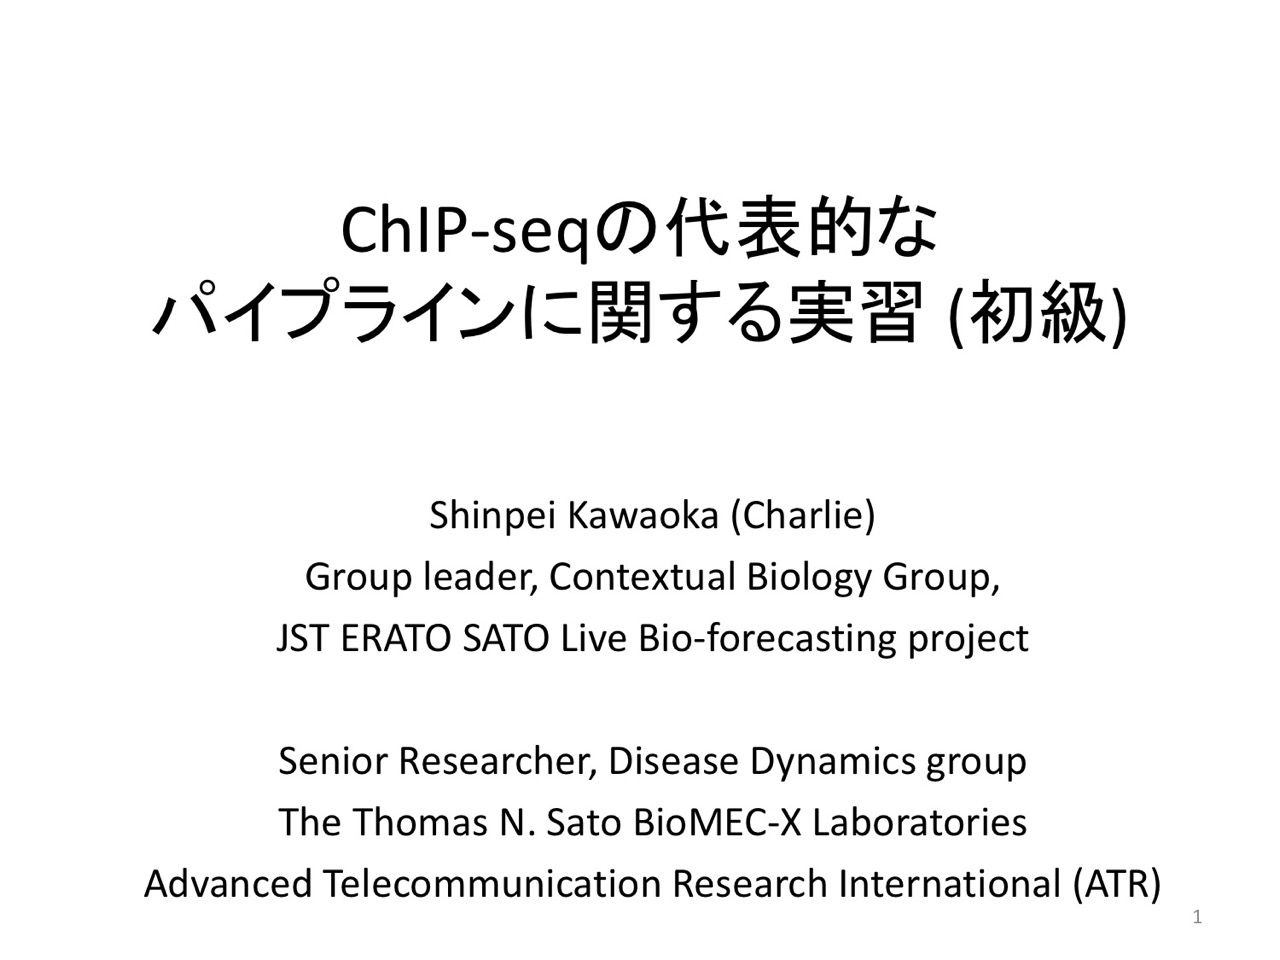 ChIP-seqの代表的な
パイプラインに関する実習 (初級)
Shinpei Kawaoka (Charlie)
Group leader, Contextual Biology Group,
JST ERATO SATO Live Bio-forecasting project
Senior Researcher, Disease Dynamics group
The Thomas N. Sato BioMEC-X Laboratories
Advanced Telecommunication Research International (ATR)
1